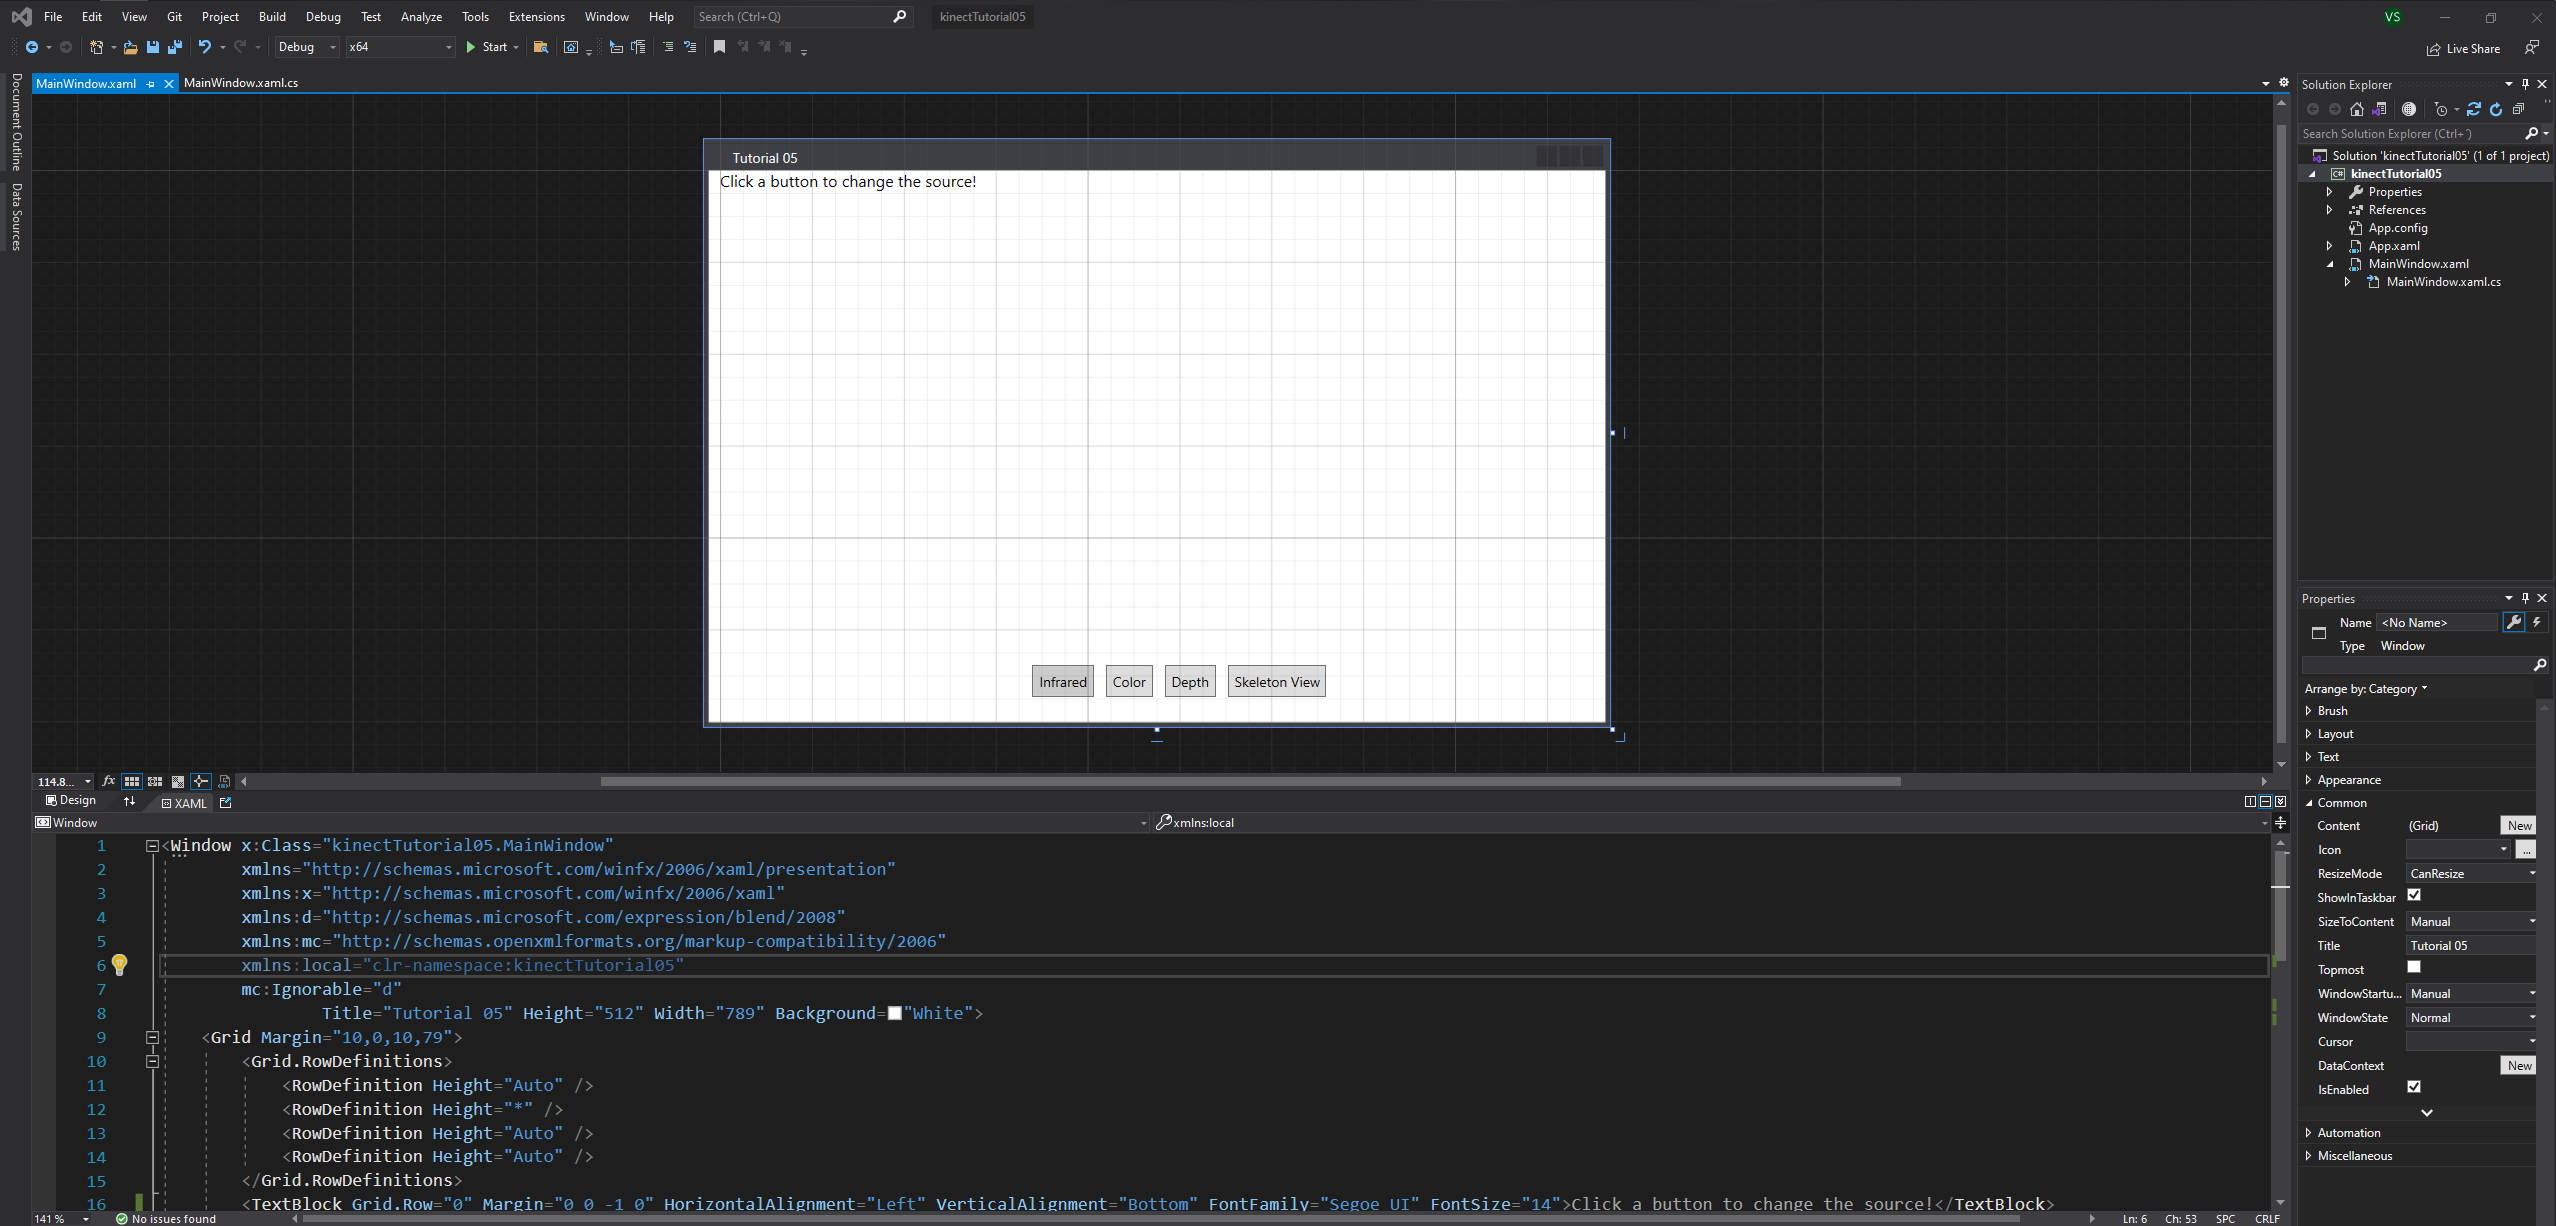 File Edit View Git Project Build Debug Test Analyze Tools Extensions Window Help Search (Ctrl+Q) kinectTutorial05 VS
Debug x64 Start Live Share
MainWindow.xaml MainWindow.xaml.cs
Document Outline
Data Sources
Tutorial 05
Click a button to change the source!
Infrared Color Depth Skeleton View
114.8...
Design XAML
Window xmlns:local
1 <Window x:Class="kinectTutorial05.MainWindow"
2 xmlns="http://schemas.microsoft.com/winfx/2006/xaml/presentation"
3 xmlns:x="http://schemas.microsoft.com/winfx/2006/xaml"
4 xmlns:d="http://schemas.microsoft.com/expression/blend/2008"
5 xmlns:mc="http://schemas.openxmlformats.org/markup-compatibility/2006"
6 xmlns:local="clr-namespace:kinectTutorial05"
7 mc:Ignorable="d"
8 Title="Tutorial 05" Height="512" Width="789" Background="White">
9 <Grid Margin="10,0,10,79">
10 <Grid.RowDefinitions>
11 <RowDefinition Height="Auto" />
12 <RowDefinition Height="*" />
13 <RowDefinition Height="Auto" />
14 <RowDefinition Height="Auto" />
15 </Grid.RowDefinitions>
16 <TextBlock Grid.Row="0" Margin="0 0 -1 0" HorizontalAlignment="Left" VerticalAlignment="Bottom" FontFamily="Segoe UI" FontSize="14">Click a button to change the source!</TextBlock>
141 % No issues found Ln: 6 Ch: 53 SPC CRLF
Solution Explorer
Search Solution Explorer (Ctrl+´)
Solution 'kinectTutorial05' (1 of 1 project)
C# kinectTutorial05
Properties
References
App.config
App.xaml
MainWindow.xaml
MainWindow.xaml.cs
Properties
Name <No Name>
Type Window
Arrange by: Category
Brush
Layout
Text
Appearance
Common
Content (Grid) New
Icon ...
ResizeMode CanResize
ShowInTaskbar
SizeToContent Manual
Title Tutorial 05
Topmost
WindowStartu... Manual
WindowState Normal
Cursor
DataContext New
IsEnabled
Automation
Miscellaneous